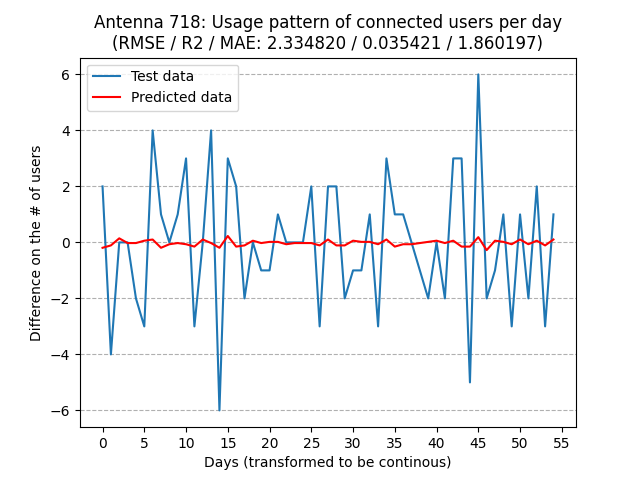 Antenna 718: Usage pattern of connected users per day
(RMSE / R2 / MAE: 2.334820 / 0.035421 / 1.860197)
Test data
Predicted data
6
4
2
0
−2
−4
−6
Difference on the # of users
0 5 10 15 20 25 30 35 40 45 50 55
Days (transformed to be continous)